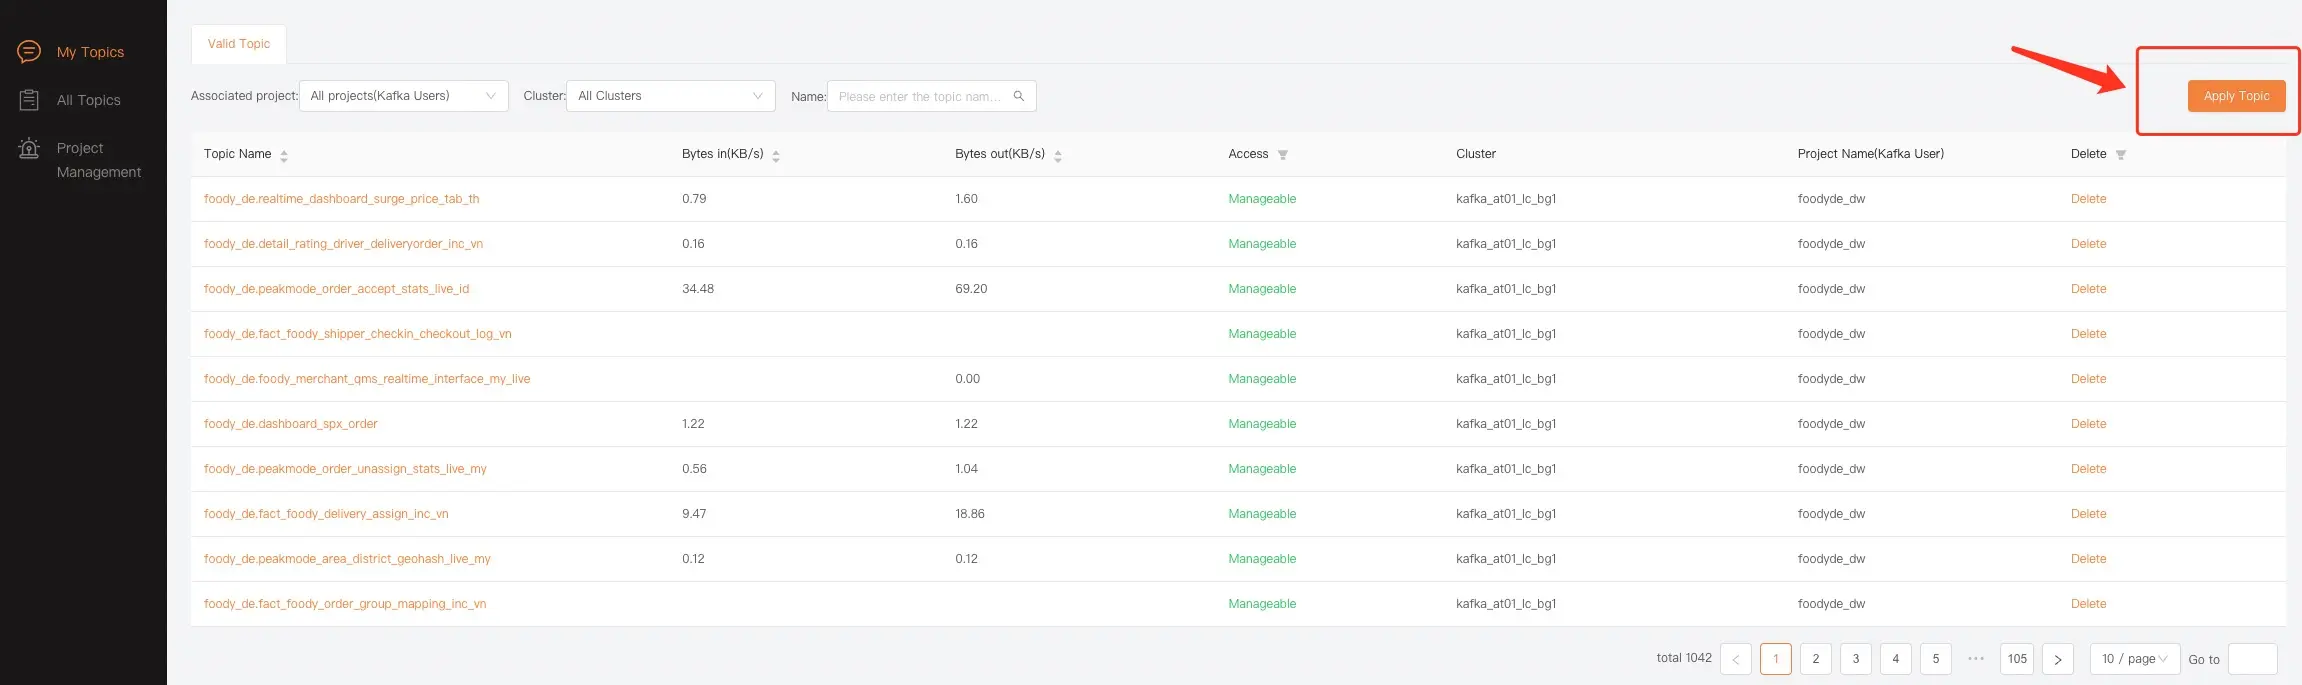 My Topics
All Topics
Project
Management
Valid Topic
Associated project: All projects(Kafka Users) Cluster: All Clusters Name: Please enter the topic nam... Apply Topic
Topic Name Bytes in(KB/s) Bytes out(KB/s) Access Cluster Project Name(Kafka User) Delete
foody_de.realtime_dashboard_surge_price_tab_th 0.79 1.60 Manageable kafka_at01_lc_bg1 foodyde_dw Delete
foody_de.detail_rating_driver_deliveryorder_inc_vn 0.16 0.16 Manageable kafka_at01_lc_bg1 foodyde_dw Delete
foody_de.peakmode_order_accept_stats_live_id 34.48 69.20 Manageable kafka_at01_lc_bg1 foodyde_dw Delete
foody_de.fact_foody_shipper_checkin_checkout_log_vn Manageable kafka_at01_lc_bg1 foodyde_dw Delete
foody_de.foody_merchant_qms_realtime_interface_my_live 0.00 Manageable kafka_at01_lc_bg1 foodyde_dw Delete
foody_de.dashboard_spx_order 1.22 1.22 Manageable kafka_at01_lc_bg1 foodyde_dw Delete
foody_de.peakmode_order_unassign_stats_live_my 0.56 1.04 Manageable kafka_at01_lc_bg1 foodyde_dw Delete
foody_de.fact_foody_delivery_assign_inc_vn 9.47 18.86 Manageable kafka_at01_lc_bg1 foodyde_dw Delete
foody_de.peakmode_area_district_geohash_live_my 0.12 0.12 Manageable kafka_at01_lc_bg1 foodyde_dw Delete
foody_de.fact_foody_order_group_mapping_inc_vn Manageable kafka_at01_lc_bg1 foodyde_dw Delete
total 1042 < 1 2 3 4 5 ••• 105 > 10 / page Go to